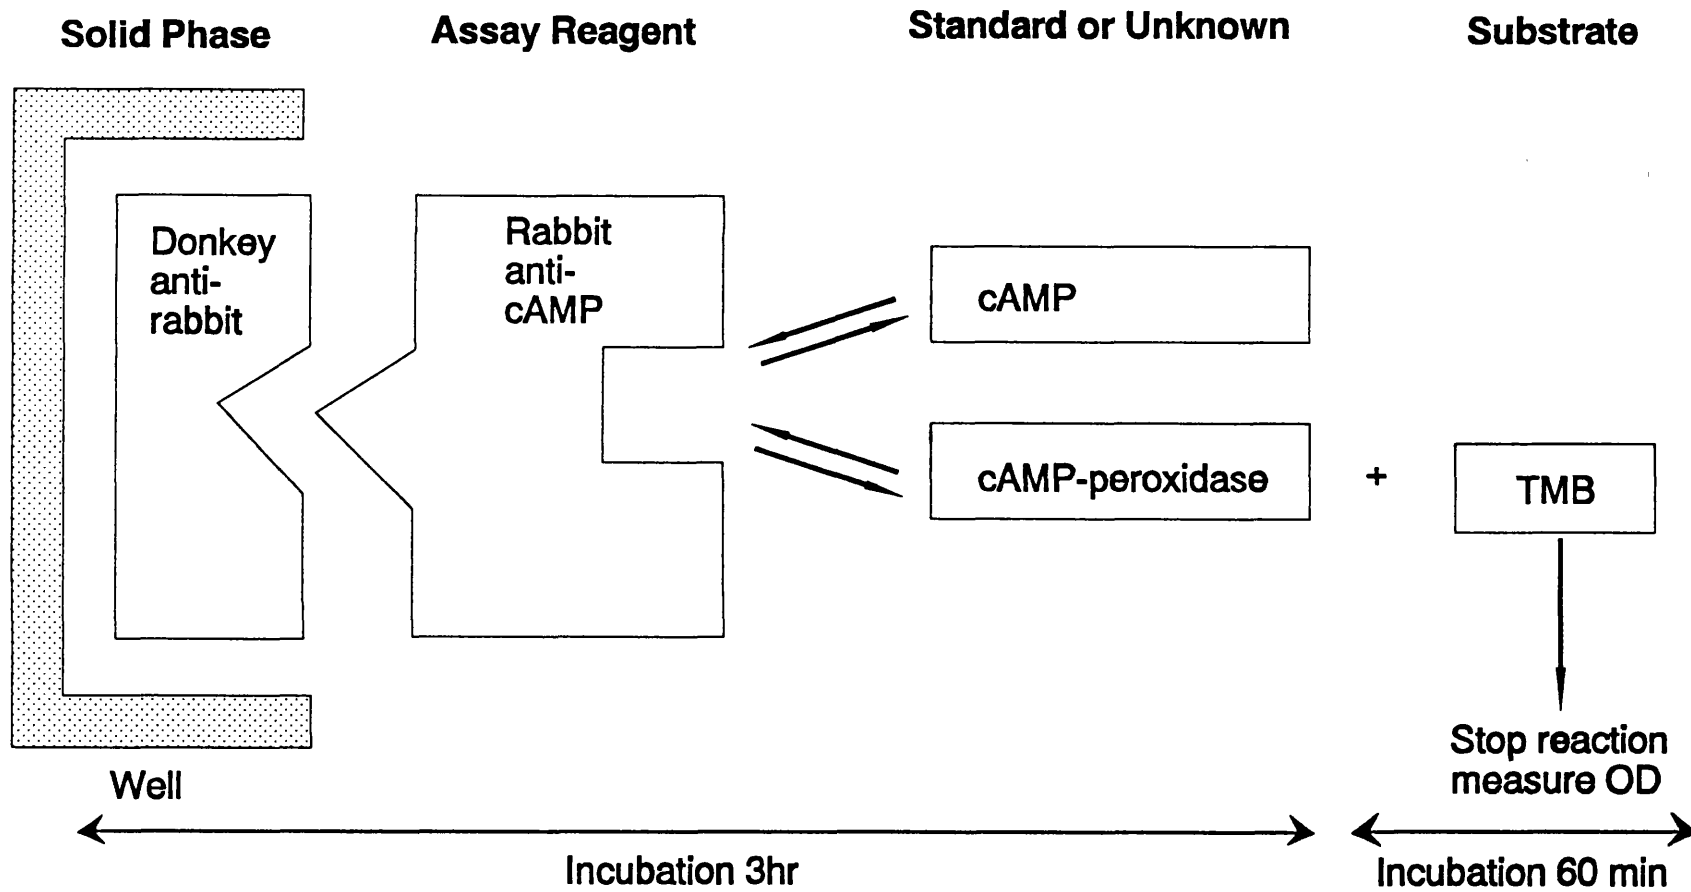 Solid Phase
Assay Reagent
Standard or Unknown
Substrate
Donkey
anti-
rabbit
Rabbit
anti-
cAMP
cAMP
cAMP-peroxidase
+
TMB
Stop reaction
measure OD
Well
Incubation 3hr
Incubation 60 min